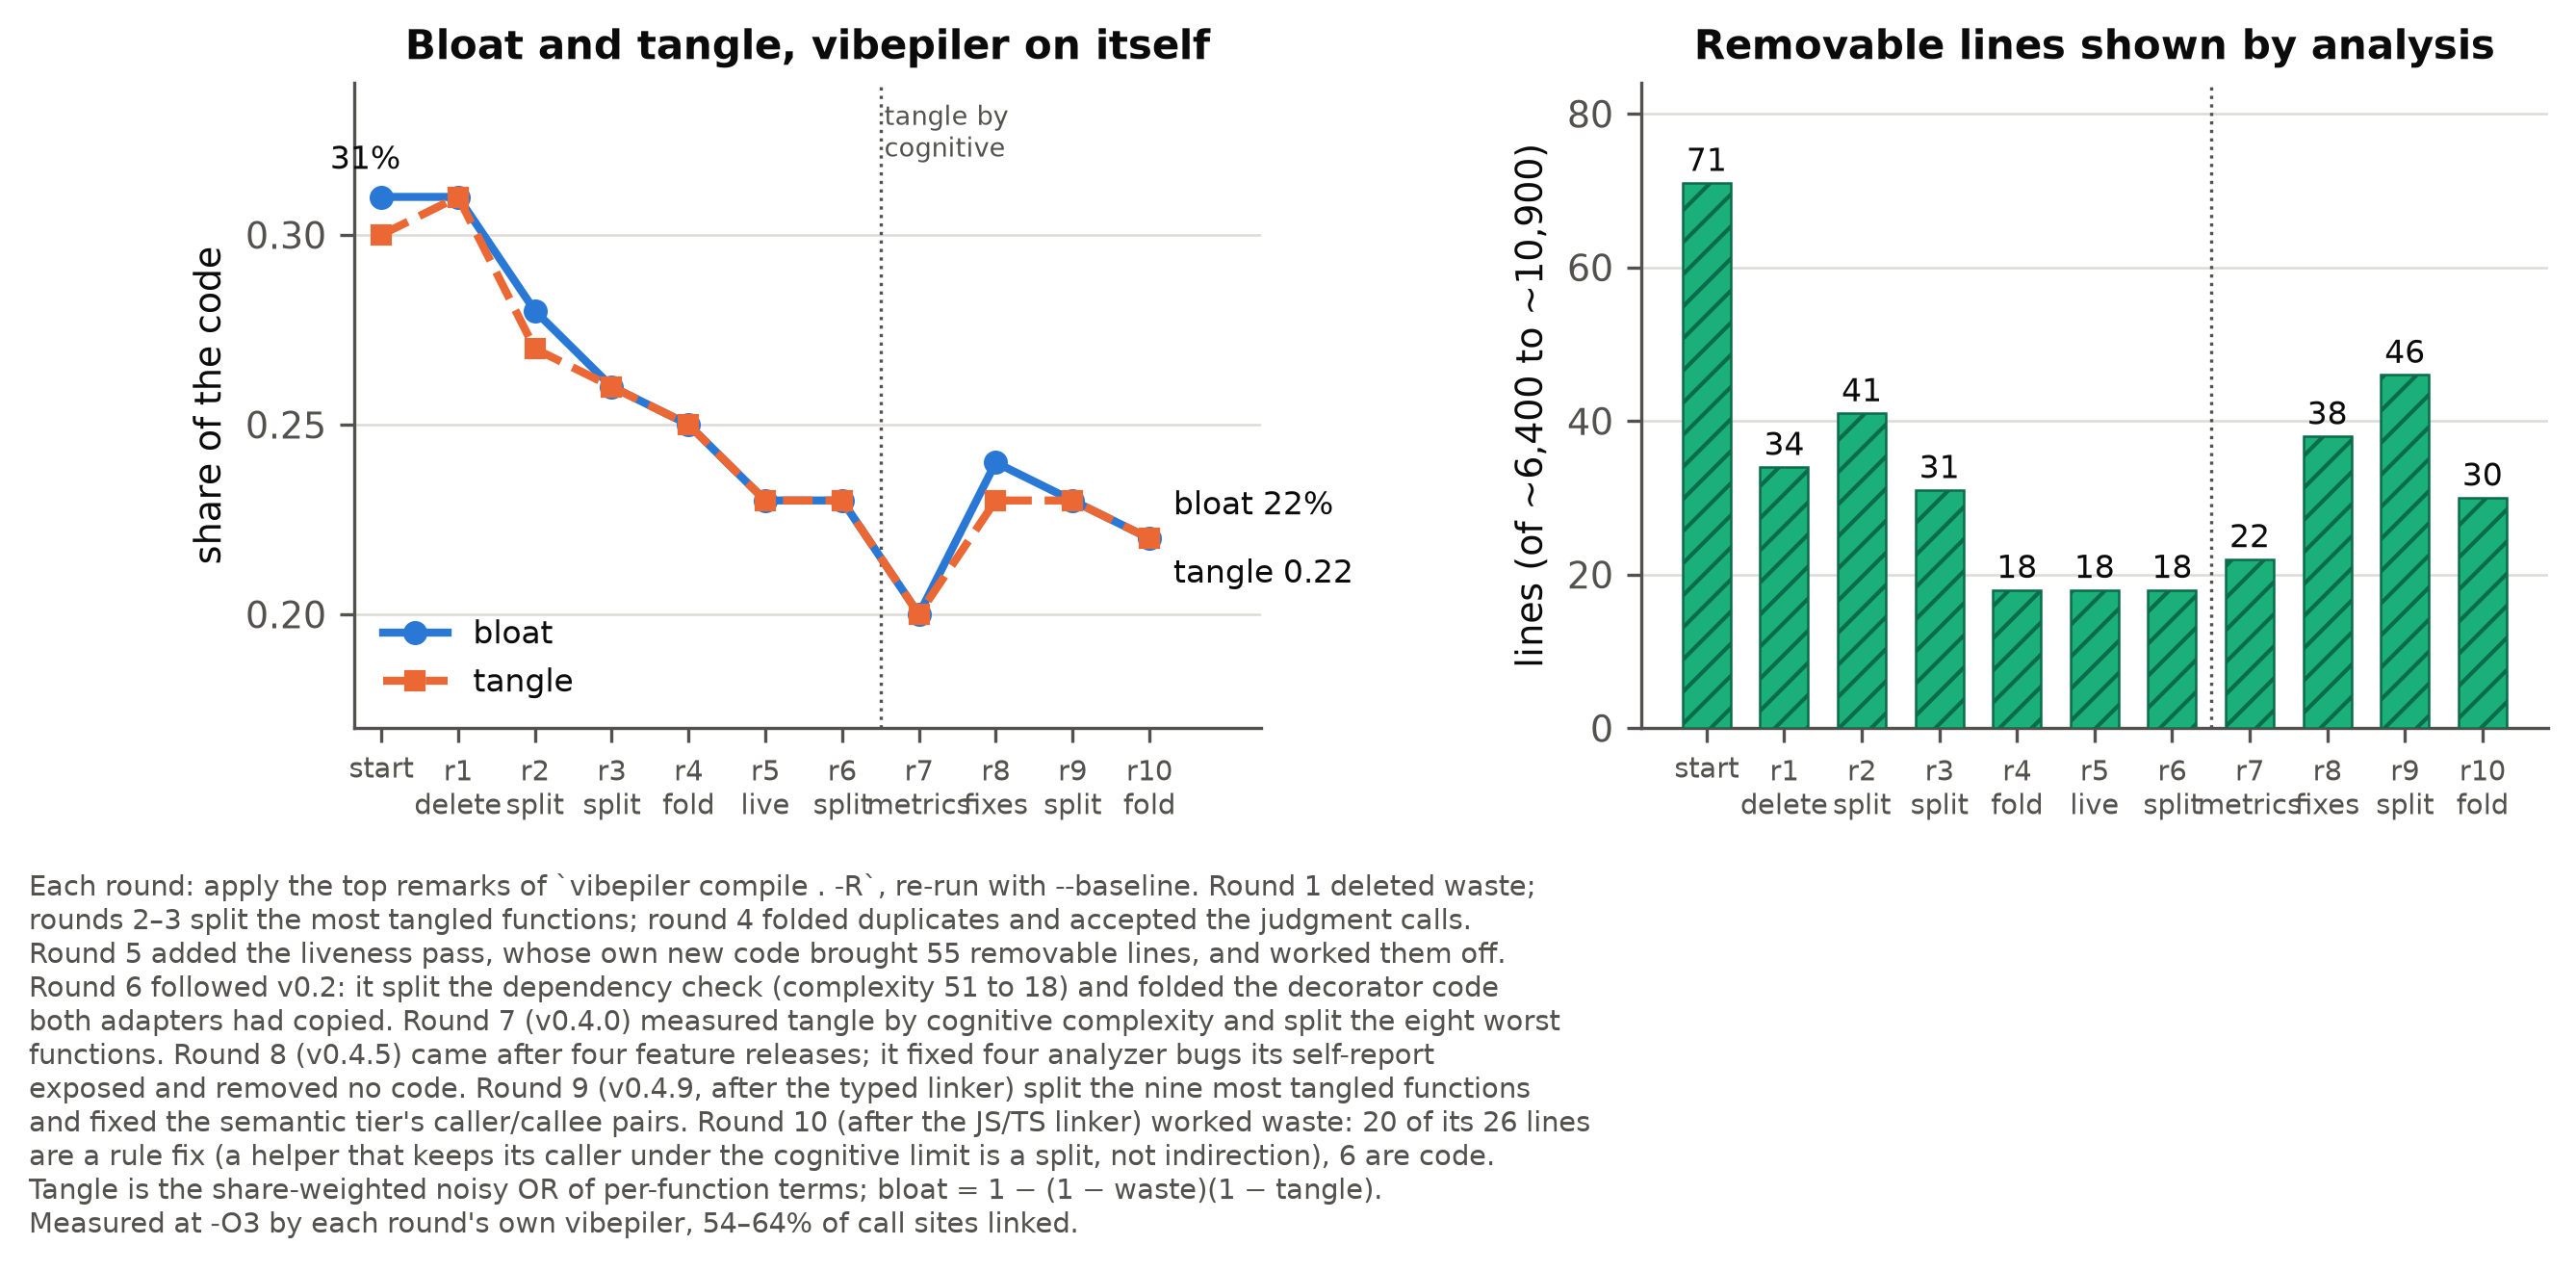 Bloat and tangle, vibepiler on itself
tangle by
cognitive
31%
share of the code
0.30
0.25
0.20
bloat 22%
tangle 0.22
bloat
tangle
start r1 r2 r3 r4 r5 r6 r7 r8 r9 r10
delete split split fold live split metrics fixes split fold
Removable lines shown by analysis
lines (of ~6,400 to ~10,900)
80
60
40
20
0
71 34 41 31 18 18 18 22 38 46 30
start r1 r2 r3 r4 r5 r6 r7 r8 r9 r10
delete split split fold live split metrics fixes split fold
Each round: apply the top remarks of `vibepiler compile . -R`, re-run with --baseline. Round 1 deleted waste;
rounds 2–3 split the most tangled functions; round 4 folded duplicates and accepted the judgment calls.
Round 5 added the liveness pass, whose own new code brought 55 removable lines, and worked them off.
Round 6 followed v0.2: it split the dependency check (complexity 51 to 18) and folded the decorator code
both adapters had copied. Round 7 (v0.4.0) measured tangle by cognitive complexity and split the eight worst
functions. Round 8 (v0.4.5) came after four feature releases; it fixed four analyzer bugs its self-report
exposed and removed no code. Round 9 (v0.4.9, after the typed linker) split the nine most tangled functions
and fixed the semantic tier's caller/callee pairs. Round 10 (after the JS/TS linker) worked waste: 20 of its 26 lines
are a rule fix (a helper that keeps its caller under the cognitive limit is a split, not indirection), 6 are code.
Tangle is the share-weighted noisy OR of per-function terms; bloat = 1 − (1 − waste)(1 − tangle).
Measured at -O3 by each round's own vibepiler, 54–64% of call sites linked.